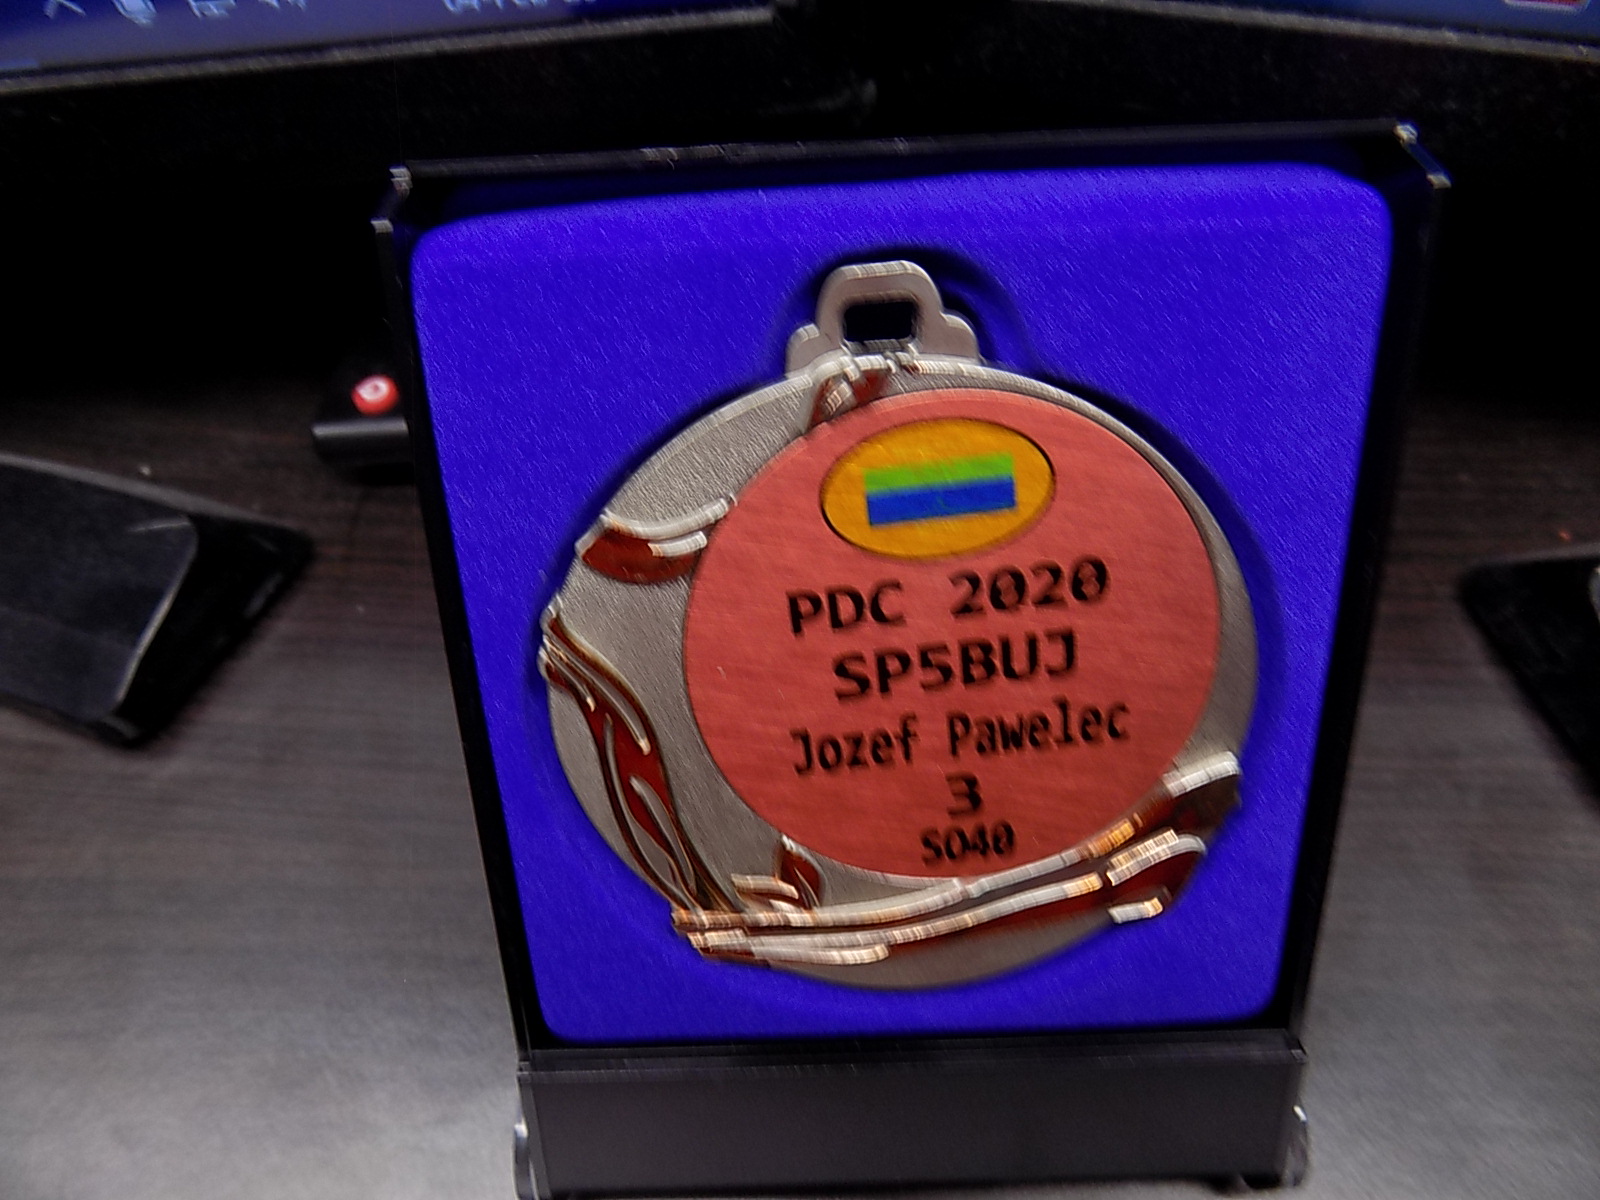 PDC 2020
SP5BUJ
Jozef Pawelec
3
SO40